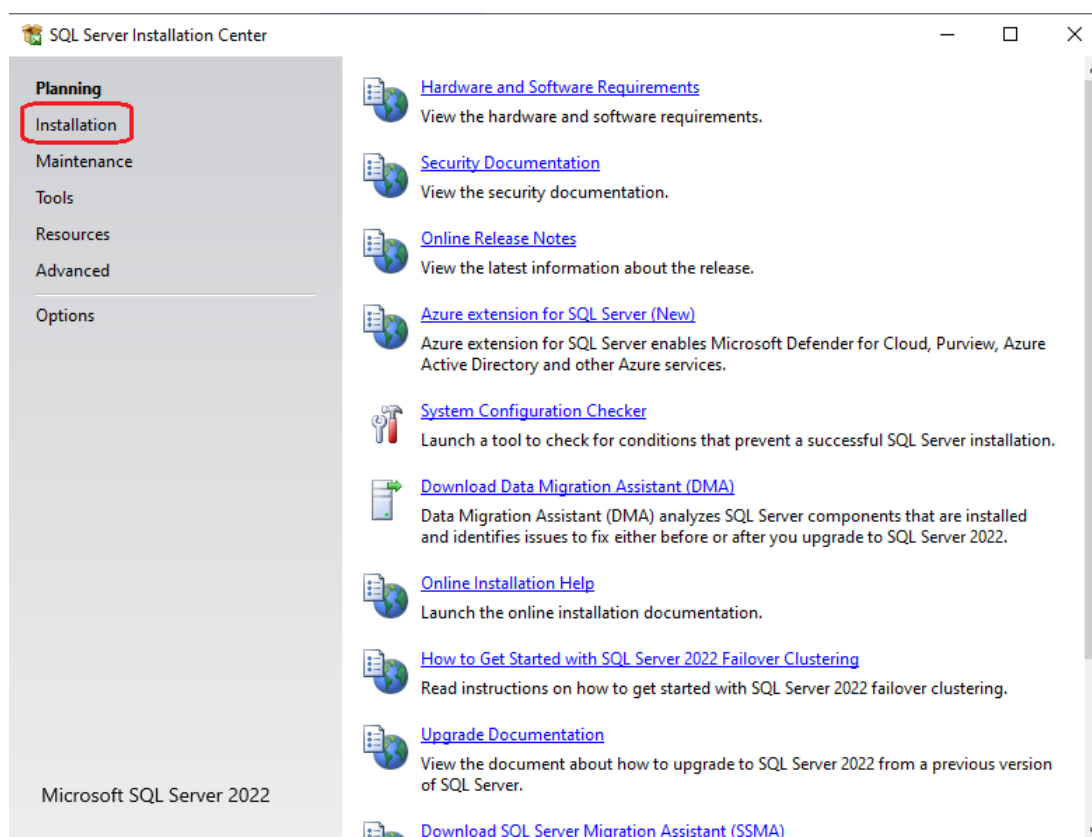 SQL Server Installation Center
Planning
Installation
Maintenance
Tools
Resources
Advanced
Options
Microsoft SQL Server 2022
Hardware and Software Requirements
View the hardware and software requirements.
Security Documentation
View the security documentation.
Online Release Notes
View the latest information about the release.
Azure extension for SQL Server (New)
Azure extension for SQL Server enables Microsoft Defender for Cloud, Purview, Azure
Active Directory and other Azure services.
System Configuration Checker
Launch a tool to check for conditions that prevent a successful SQL Server installation.
Download Data Migration Assistant (DMA)
Data Migration Assistant (DMA) analyzes SQL Server components that are installed
and identifies issues to fix either before or after you upgrade to SQL Server 2022.
Online Installation Help
Launch the online installation documentation.
How to Get Started with SQL Server 2022 Failover Clustering
Read instructions on how to get started with SQL Server 2022 failover clustering.
Upgrade Documentation
View the document about how to upgrade to SQL Server 2022 from a previous version
of SQL Server.
Download SQL Server Migration Assistant (SSMA)